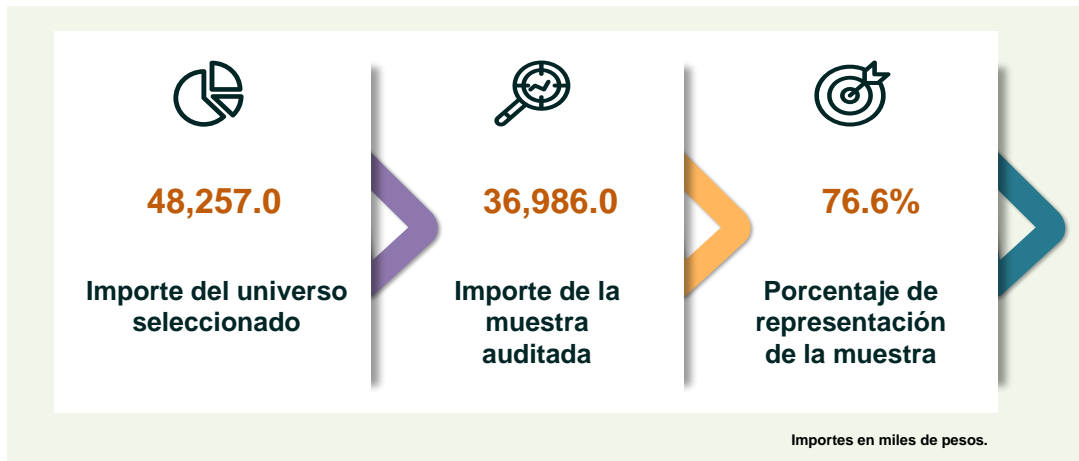 48,257.0
Importe del universo
seleccionado
36,986.0
Importe de la
muestra
auditada
76.6%
Porcentaje de
representación
de la muestra
Importes en miles de pesos.